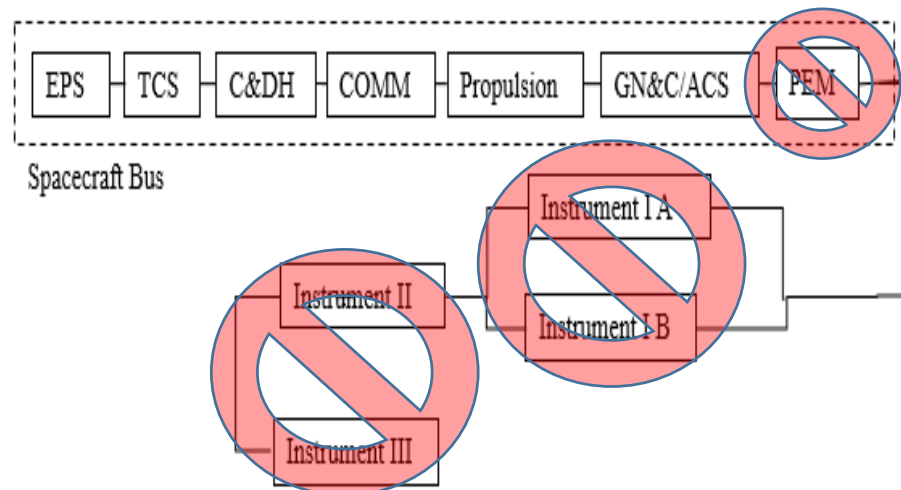 EPS
TCS
C&DH
COMM
Propulsion
GN&C/ACS
PEM
Spacecraft Bus
Instrument I A
Instrument II
Instrument I B
Instrument III